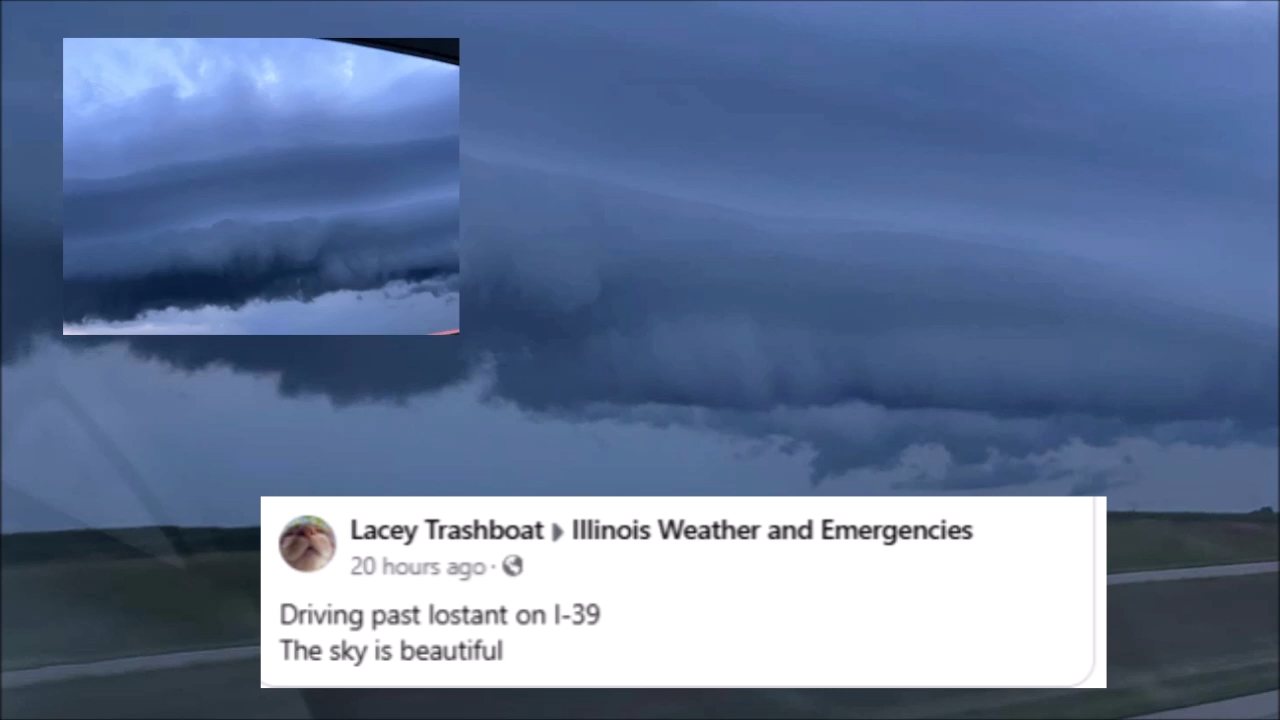 Lacey Trashboat Illinois Weather and Emergencies
20 hours ago ·
Driving past lostant on I-39
The sky is beautiful